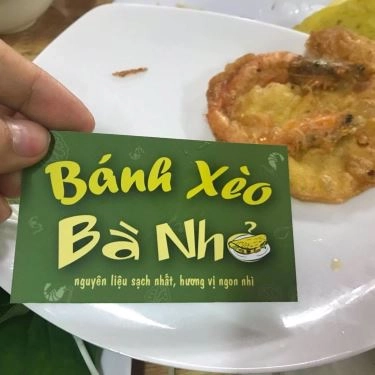 Bánh Xèo
Bà Nhỏ
nguyên liệu sạch nhất, hương vị ngon nhì